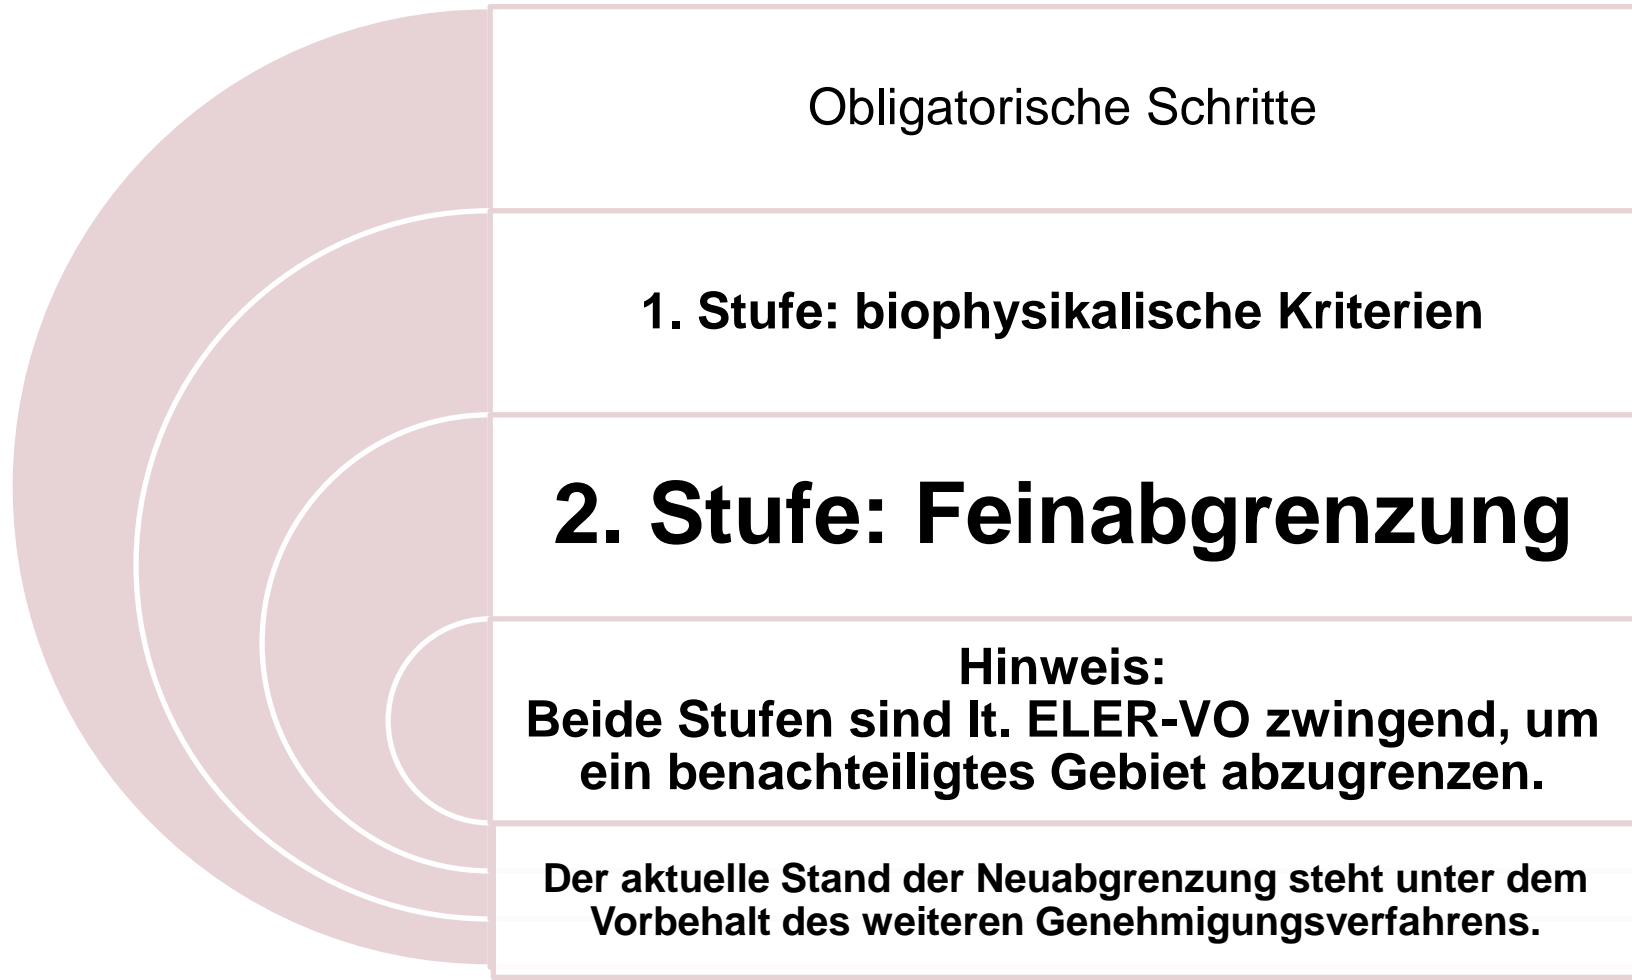 Obligatorische Schritte
1. Stufe: biophysikalische Kriterien
2. Stufe: Feinabgrenzung
Hinweis:
Beide Stufen sind lt. ELER-VO zwingend, um
ein benachteiligtes Gebiet abzugrenzen.
Der aktuelle Stand der Neuabgrenzung steht unter dem
Vorbehalt des weiteren Genehmigungsverfahrens.